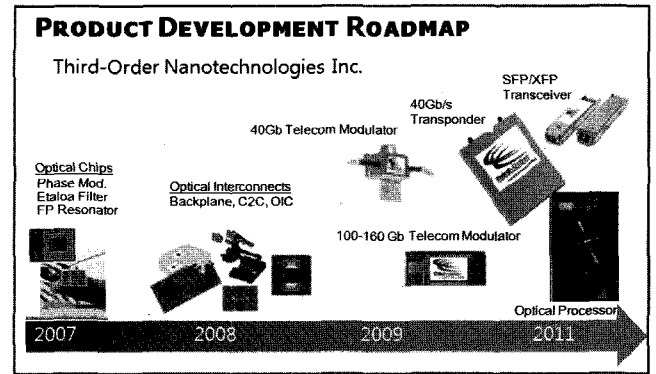 PRODUCT DEVELOPMENT ROADMAP
Third-Order Nanotechnologies Inc.
SFP/XFP
Transceiver
40Gb/s
Transponder
40Gb Telecom Modulator
Optical Chips
Phase Mod.
Etaloa Filter
FP Resonator
Optical Interconnects
Backplane, C2C, OIC
100-160 Gb Telecom Modulator
Optical Processor
2007 2008 2009 2011